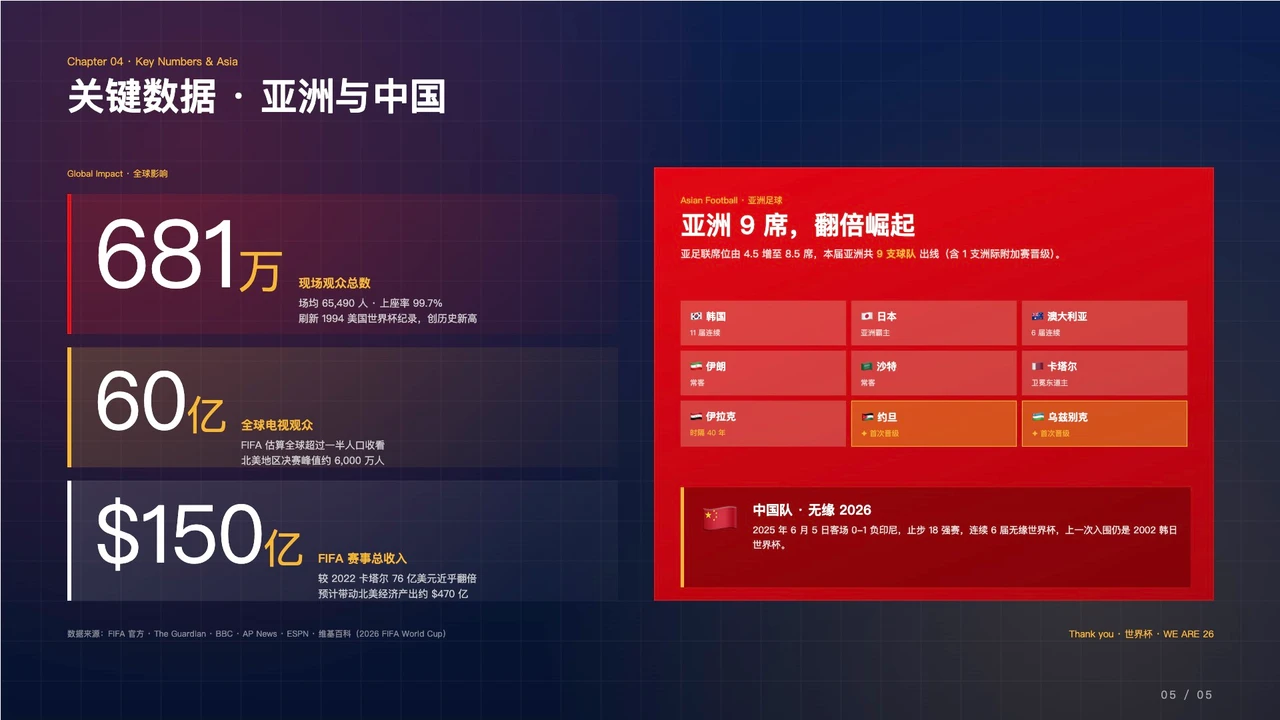 Chapter 04 · Key Numbers & Asia
关键数据 · 亚洲与中国
Global Impact · 全球影响
681万
现场观众总数
场均 65,490 人 · 上座率 99.7%
刷新 1994 美国世界杯纪录，创历史新高
60亿
全球电视观众
FIFA 估算全球超过一半人口收看
北美地区决赛峰值约 6,000 万人
$150亿
FIFA 赛事总收入
较 2022 卡塔尔 76 亿美元近乎翻倍
预计带动北美经济产出约 $470 亿
数据来源：FIFA 官方 · The Guardian · BBC · AP News · ESPN · 维基百科（2026 FIFA World Cup）
Asian Football · 亚洲足球
亚洲 9 席，翻倍崛起
亚足联席位由 4.5 增至 8.5 席，本届亚洲共 9 支球队 出线（含 1 支洲际附加赛晋级）。
韩国
11 届连续
日本
亚洲霸主
澳大利亚
6 届连续
伊朗
常客
沙特
常客
卡塔尔
卫冕东道主
伊拉克
时隔 40 年
约旦
✦ 首次晋级
乌兹别克
✦ 首次晋级
中国队 · 无缘 2026
2025 年 6 月 5 日客场 0–1 负印尼，止步 18 强赛，连续 6 届无缘世界杯，上一次入围仍是 2002 韩日
世界杯。
Thank you · 世界杯 · WE ARE 26
05 / 05